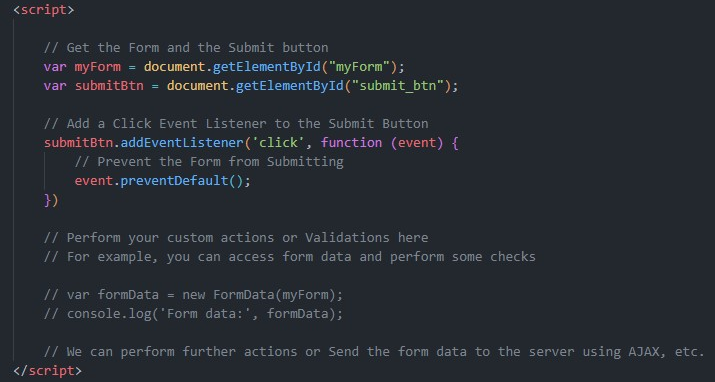 <script>
// Get the Form and the Submit button
var myForm = document.getElementById("myForm");
var submitBtn = document.getElementById("submit_btn");
// Add a Click Event Listener to the Submit Button
submitBtn.addEventListener('click', function (event) {
// Prevent the Form from Submitting
event.preventDefault();
})
// Perform your custom actions or Validations here
// For example, you can access form data and perform some checks
// var formData = new FormData(myForm);
// console.log('Form data:', formData);
// We can perform further actions or Send the form data to the server using AJAX, etc.
</script>